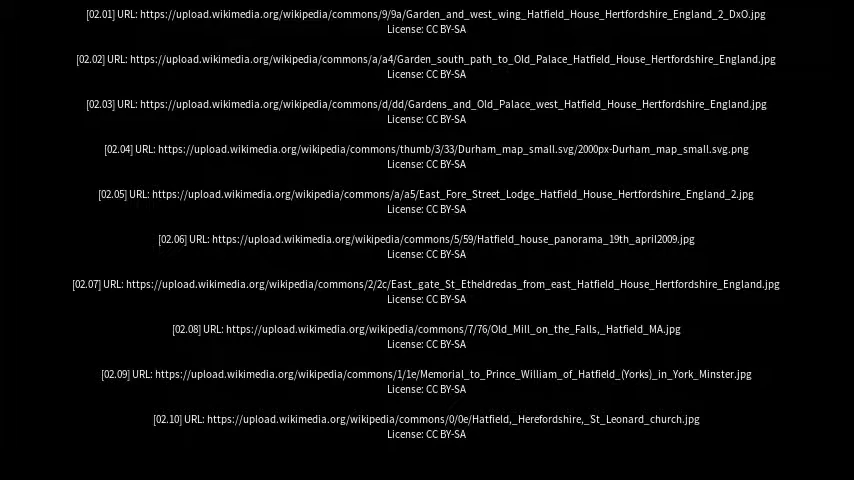 [02.01] URL: https://upload.wikimedia.org/wikipedia/commons/9/9a/Garden_and_west_wing_Hatfield_House_Hertfordshire_England_2_DxO.jpg
License: CC BY-SA
[02.02] URL: https://upload.wikimedia.org/wikipedia/commons/a/a4/Garden_south_path_to_Old_Palace_Hatfield_House_Hertfordshire_England.jpg
License: CC BY-SA
[02.03] URL: https://upload.wikimedia.org/wikipedia/commons/d/dd/Gardens_and_Old_Palace_west_Hatfield_House_Hertfordshire_England.jpg
License: CC BY-SA
[02.04] URL: https://upload.wikimedia.org/wikipedia/commons/thumb/3/33/Durham_map_small.svg/2000px-Durham_map_small.svg.png
License: CC BY-SA
[02.05] URL: https://upload.wikimedia.org/wikipedia/commons/a/a5/East_Fore_Street_Lodge_Hatfield_House_Hertfordshire_England_2.jpg
License: CC BY-SA
[02.06] URL: https://upload.wikimedia.org/wikipedia/commons/5/59/Hatfield_house_panorama_19th_april2009.jpg
License: CC BY-SA
[02.07] URL: https://upload.wikimedia.org/wikipedia/commons/2/2c/East_gate_St_Etheldredas_from_east_Hatfield_House_Hertfordshire_England.jpg
License: CC BY-SA
[02.08] URL: https://upload.wikimedia.org/wikipedia/commons/7/76/Old_Mill_on_the_Falls,_Hatfield_MA.jpg
License: CC BY-SA
[02.09] URL: https://upload.wikimedia.org/wikipedia/commons/1/1e/Memorial_to_Prince_William_of_Hatfield_(Yorks)_in_York_Minster.jpg
License: CC BY-SA
[02.10] URL: https://upload.wikimedia.org/wikipedia/commons/0/0e/Hatfield,_Herefordshire,_St_Leonard_church.jpg
License: CC BY-SA